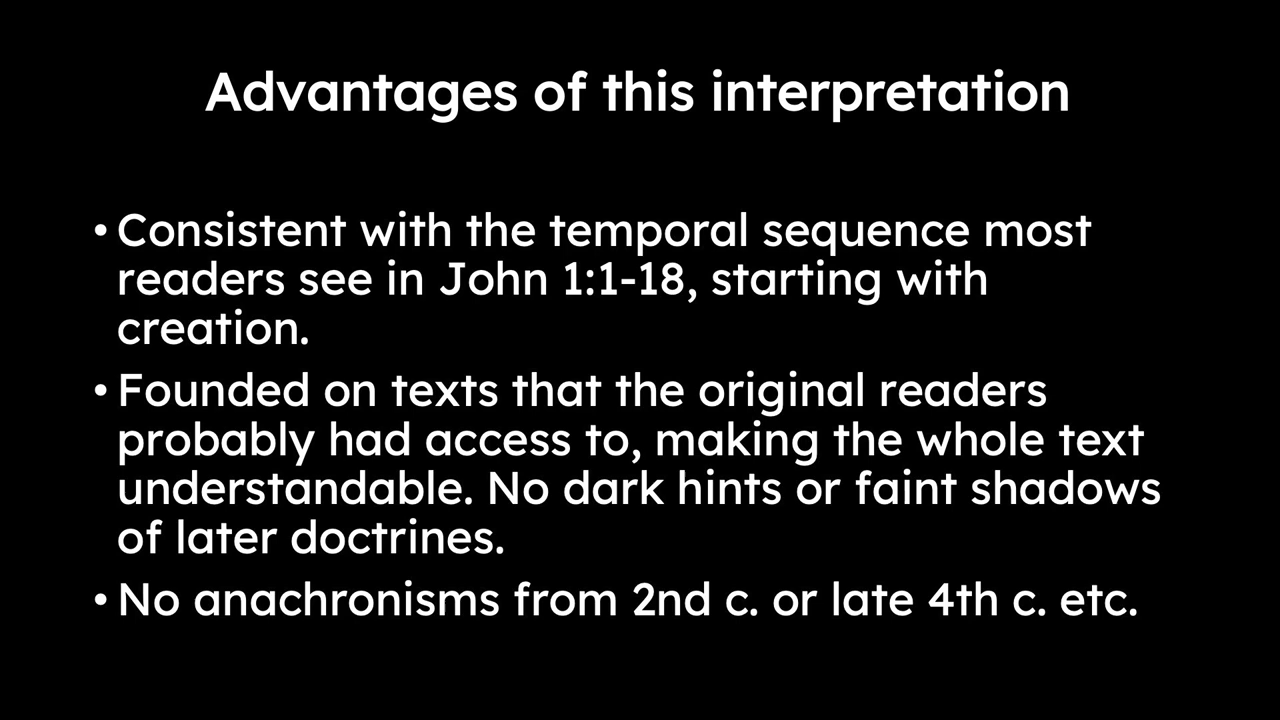 Advantages of this interpretation
• Consistent with the temporal sequence most
readers see in John 1:1-18, starting with
creation.
• Founded on texts that the original readers
probably had access to, making the whole text
understandable. No dark hints or faint shadows
of later doctrines.
• No anachronisms from 2nd c. or late 4th c. etc.